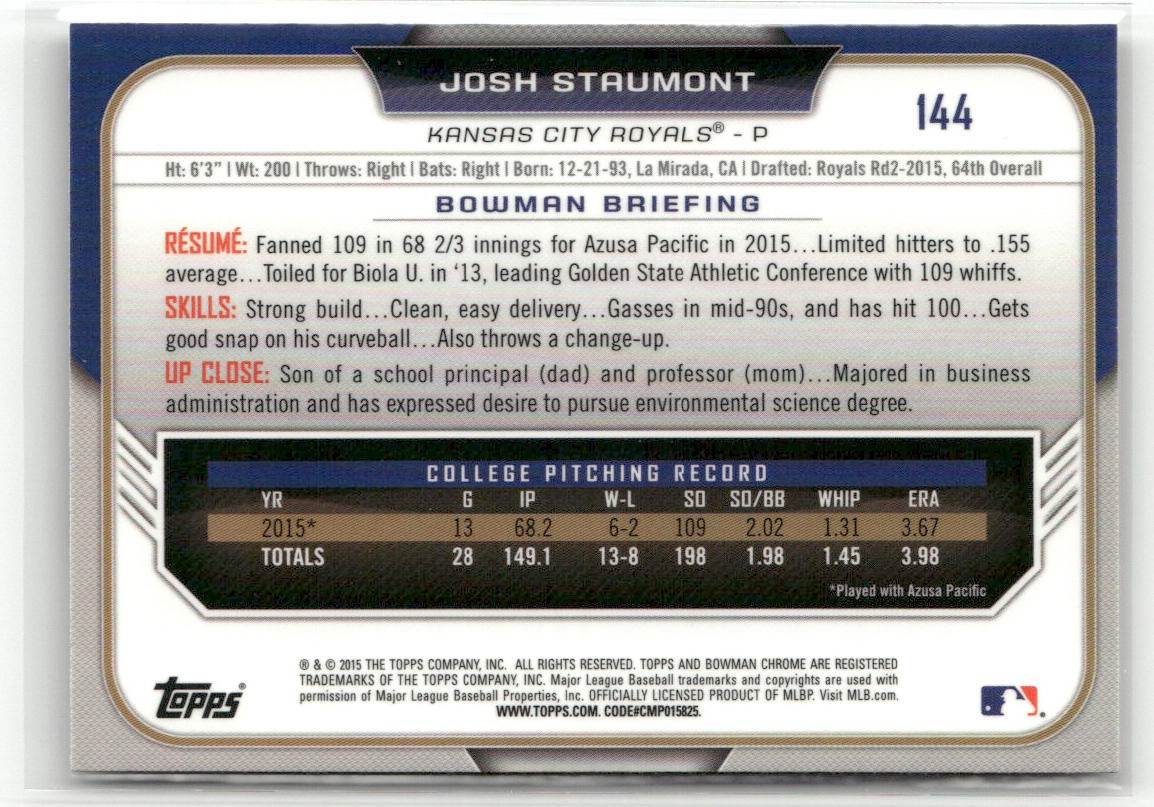 JOSH STAUMONT
144
KANSAS CITY ROYALS® - P
Ht: 6'3" | Wt: 200 | Throws: Right | Bats: Right | Born: 12-21-93, La Mirada, CA | Drafted: Royals Rd2-2015, 64th Overall
BOWMAN BRIEFING
RÉSUMÉ: Fanned 109 in 68 2/3 innings for Azusa Pacific in 2015...Limited hitters to .155
average...Toiled for Biola U. in '13, leading Golden State Athletic Conference with 109 whiffs.
SKILLS: Strong build...Clean, easy delivery...Gasses in mid-90s, and has hit 100...Gets
good snap on his curveball...Also throws a change-up.
UP CLOSE: Son of a school principal (dad) and professor (mom)...Majored in business
administration and has expressed desire to pursue environmental science degree.
COLLEGE PITCHING RECORD
YR G IP W-L SO SO/BB WHIP ERA
2015* 13 68.2 6-2 109 2.02 1.31 3.67
TOTALS 28 149.1 13-8 198 1.98 1.45 3.98
*Played with Azusa Pacific
® & © 2015 THE TOPPS COMPANY, INC. ALL RIGHTS RESERVED. TOPPS AND BOWMAN CHROME ARE REGISTERED
TRADEMARKS OF THE TOPPS COMPANY, INC. Major League Baseball trademarks and copyrights are used with
permission of Major League Baseball Properties, Inc. OFFICIALLY LICENSED PRODUCT OF MLBP. Visit MLB.com.
WWW.TOPPS.COM. CODE#CMP015825.
TOPPS®